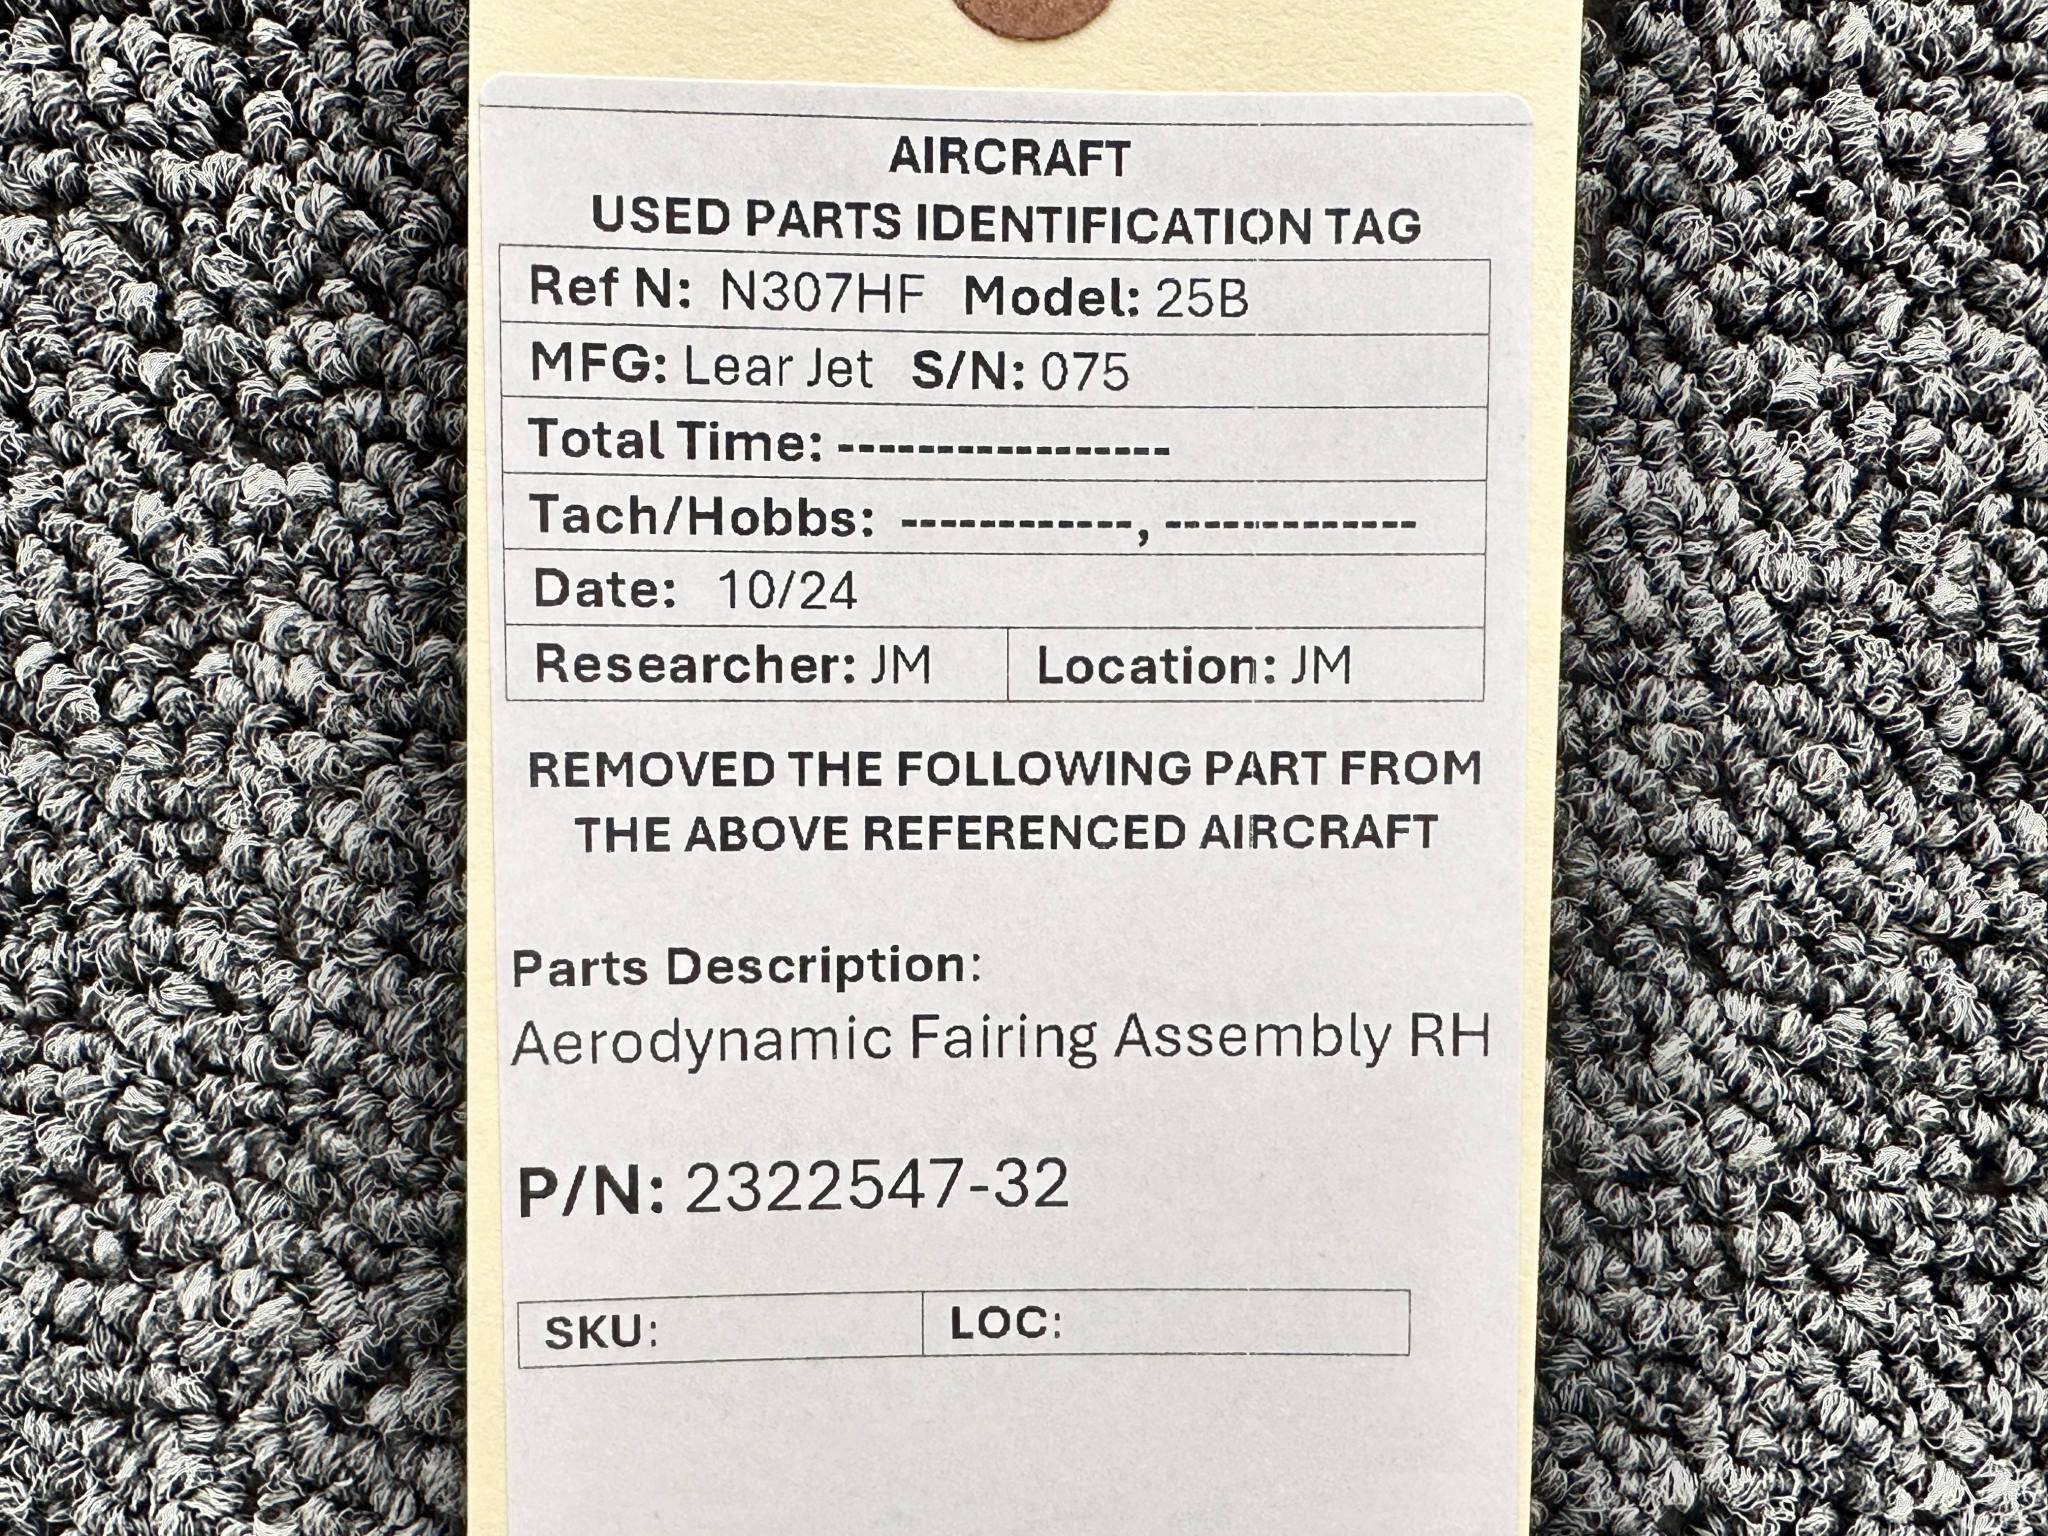 AIRCRAFT
USED PARTS IDENTIFICATION TAG
Ref N: N307HF Model: 25B
MFG: Lear Jet S/N: 075
Total Time: -----------------
Tach/Hobbs: ------------, -------------
Date: 10/24
Researcher: JM Location: JM
REMOVED THE FOLLOWING PART FROM
THE ABOVE REFERENCED AIRCRAFT
Parts Description:
Aerodynamic Fairing Assembly RH
P/N: 2322547-32
SKU: LOC: